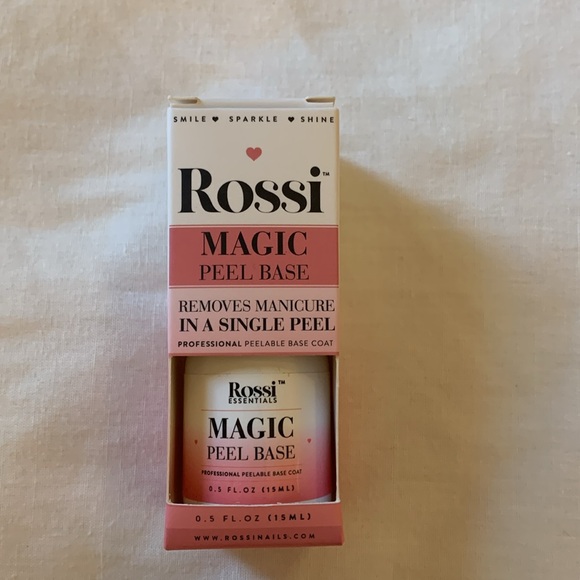 SMILE ♥ SPARKLE ♥ SHINE
Rossi™
MAGIC
PEEL BASE
REMOVES MANICURE
IN A SINGLE PEEL
PROFESSIONAL PEELABLE BASE COAT
Rossi™
ESSENTIALS
MAGIC
PEEL BASE
PROFESSIONAL PEELABLE BASE COAT
0.5 FL.OZ (15ML)
0.5 FL.OZ (15ML)
WWW.ROSSINAILS.COM